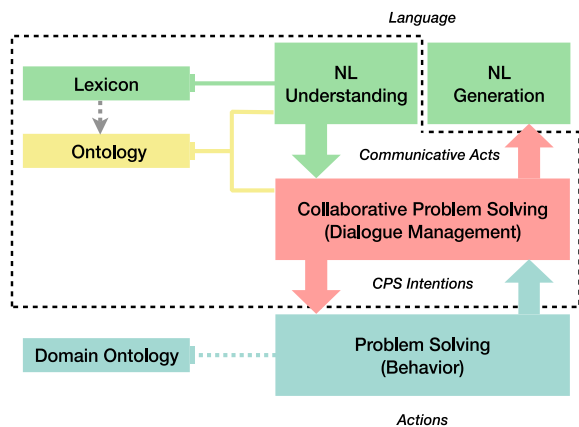 Language
Lexicon
NL
Understanding
NL
Generation
Ontology
Communicative Acts
Collaborative Problem Solving
(Dialogue Management)
CPS Intentions
Domain Ontology
Problem Solving
(Behavior)
Actions